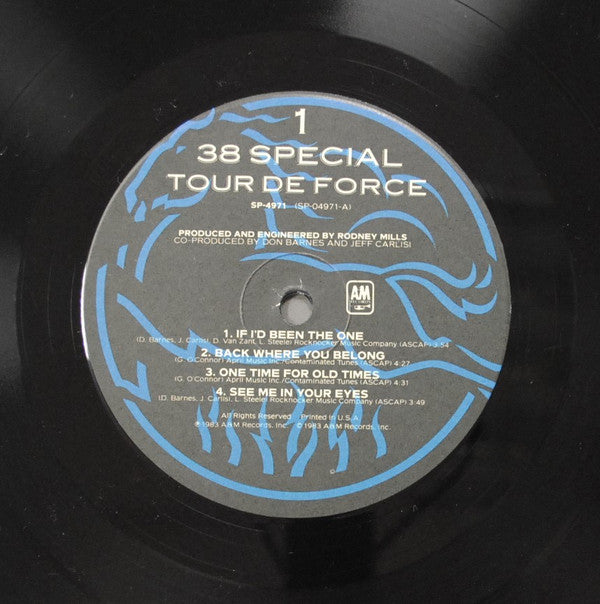 1
38 SPECIAL
TOUR DE FORCE
SP-4971 (SP-04971-A)
PRODUCED AND ENGINEERED BY RODNEY MILLS
CO-PRODUCED BY DON BARNES AND JEFF CARLISI
A&M
RECORDS
1. IF I'D BEEN THE ONE
(D. Barnes, J. Carlisi, D. Van Zant, L. Steele) Rocknocker Music Company (ASCAP) 3:54
2. BACK WHERE YOU BELONG
(G. O'Connor) April Music Inc./Contaminated Tunes (ASCAP) 4:27
3. ONE TIME FOR OLD TIMES
(G. O'Connor) April Music Inc./Contaminated Tunes (ASCAP) 4:31
4. SEE ME IN YOUR EYES
(D. Barnes, J. Carlisi, L. Steele) Rocknocker Music Company (ASCAP) 3:49
All Rights Reserved Printed in U.S.A.
℗1983 A&M Records, Inc. ©1983 A&M Records, Inc.